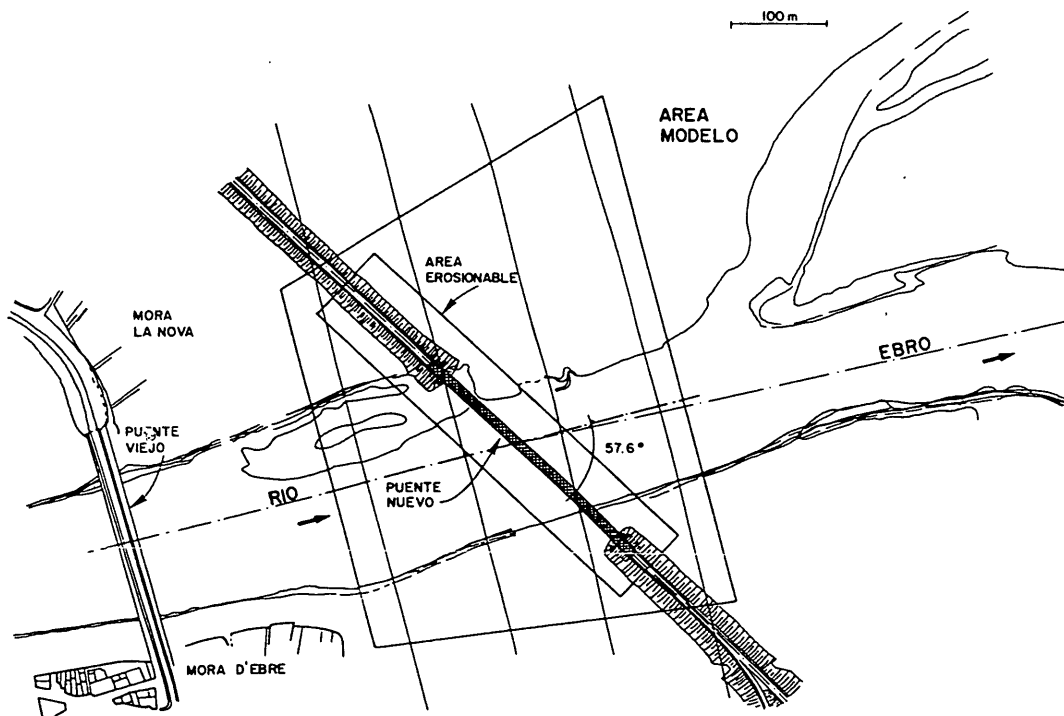 100 m
AREA
MODELO
AREA
EROSIONABLE
MORA
LA NOVA
EBRO
PUENTE
VIEJO
57.6°
PUENTE
NUEVO
RIO
MORA D'EBRE